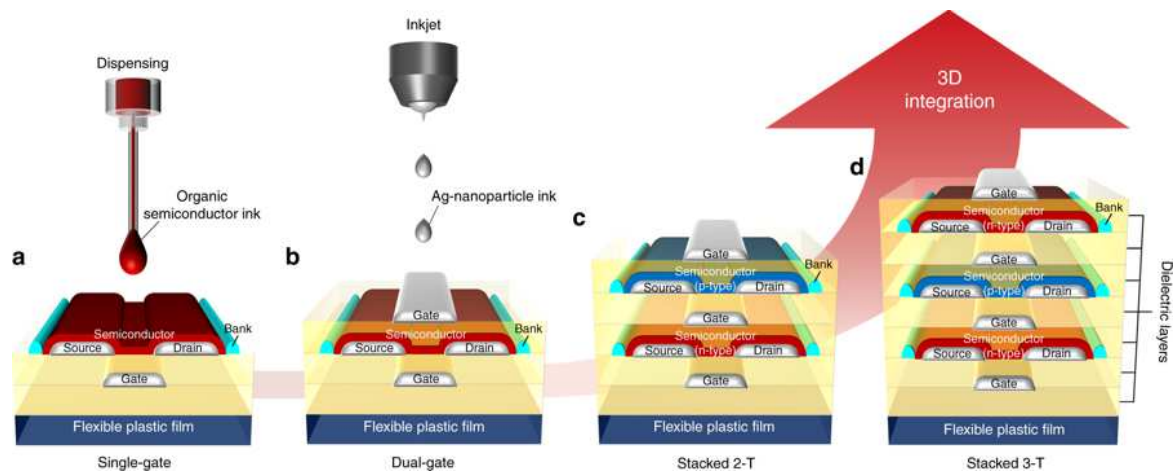 Dispensing
Organic
semiconductor ink
a
Semiconductor
Bank
Source
Drain
Gate
Flexible plastic film
Single-gate
Inkjet
Ag-nanoparticle ink
b
Gate
Semiconductor
Bank
Source
Drain
Gate
Flexible plastic film
Dual-gate
c
Gate
Bank
Semiconductor
Source
(p-type)
Drain
Gate
Semiconductor
Source
(n-type)
Drain
Gate
Flexible plastic film
Stacked 2-T
3D
integration
d
Gate
Bank
Semiconductor
Source
(n-type)
Drain
Gate
Semiconductor
Source
(p-type)
Drain
Gate
Semiconductor
Source
(n-type)
Drain
Gate
Flexible plastic film
Stacked 3-T
Dielectric layers